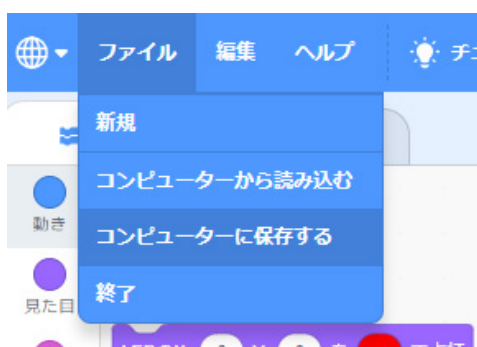 ファイル 編集 ヘルプ
新規
コンピューターから読み込む
動き
コンピューターに保存する
終了
見た目